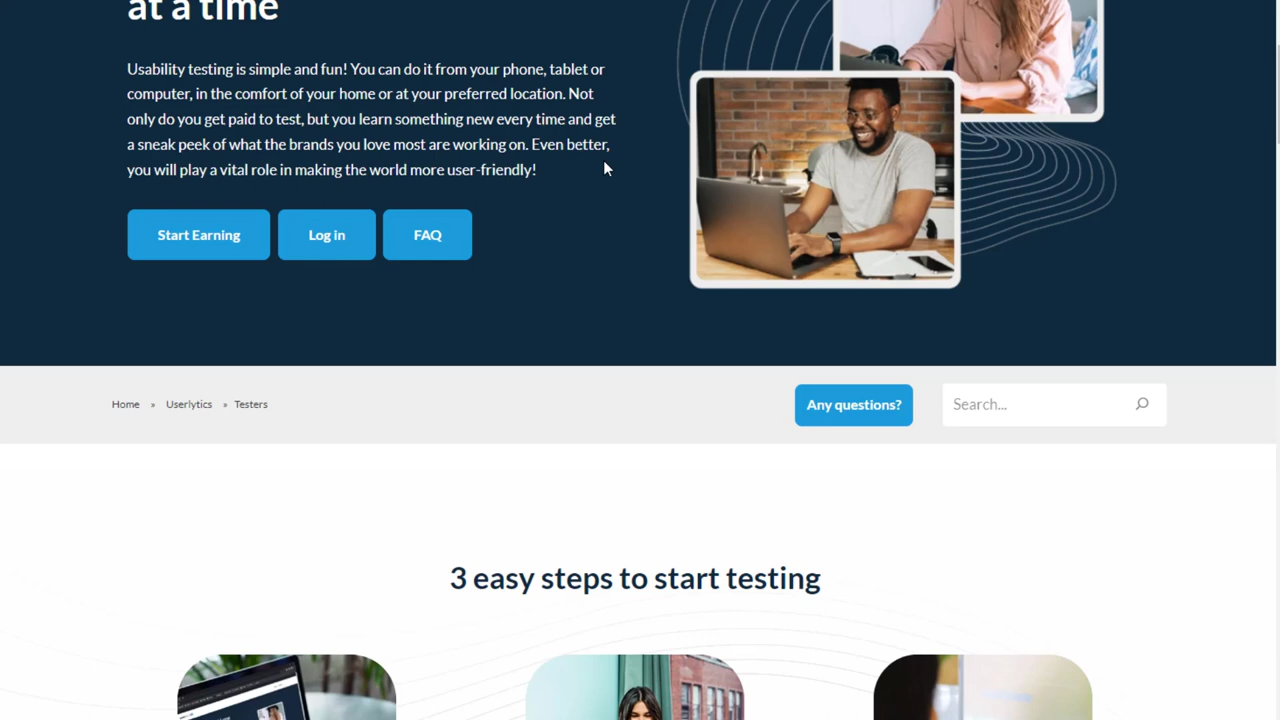 at a time
Usability testing is simple and fun! You can do it from your phone, tablet or
computer, in the comfort of your home or at your preferred location. Not
only do you get paid to test, but you learn something new every time and get
a sneak peek of what the brands you love most are working on. Even better,
you will play a vital role in making the world more user-friendly!
Start Earning Log in FAQ
Home » Userlytics » Testers Any questions? Search...
3 easy steps to start testing